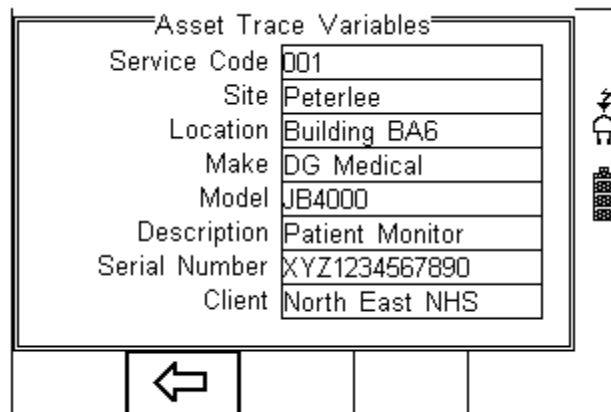 Asset Trace Variables
Service Code 001
Site Peterlee
Location Building BA6
Make DG Medical
Model JB4000
Description Patient Monitor
Serial Number XYZ1234567890
Client North East NHS